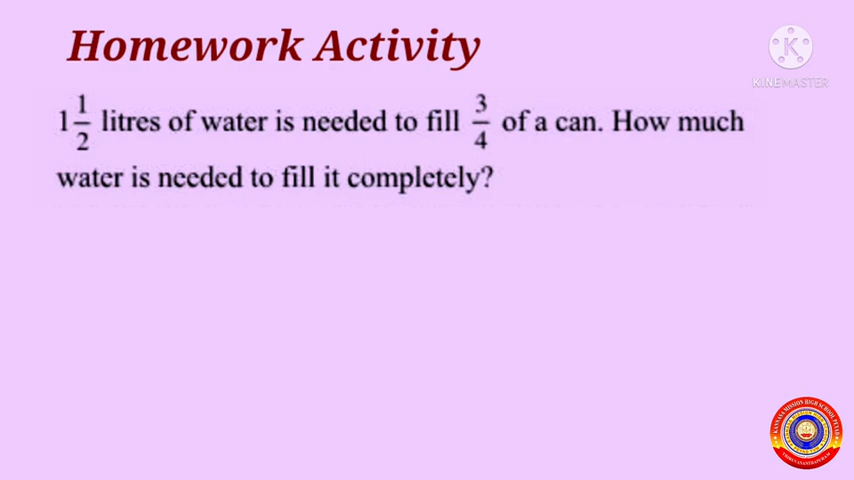 Homework Activity
K
KINEMASTER
1 1/2 litres of water is needed to fill 3/4 of a can. How much
water is needed to fill it completely?